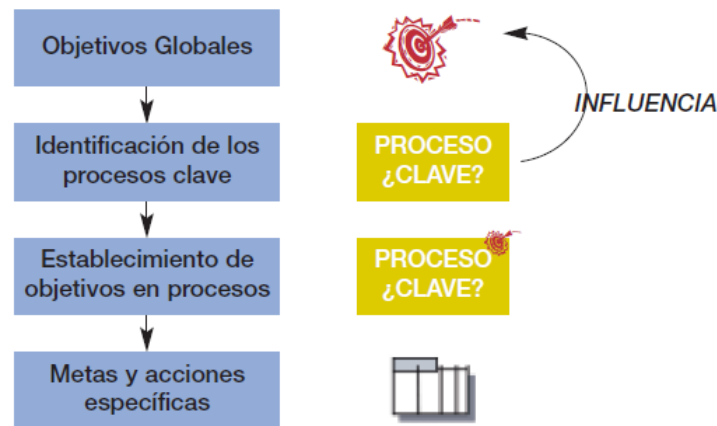 Objetivos Globales
INFLUENCIA
Identificación de los
procesos clave
PROCESO
¿CLAVE?
Establecimiento de
objetivos en procesos
PROCESO
¿CLAVE?
Metas y acciones
específicas